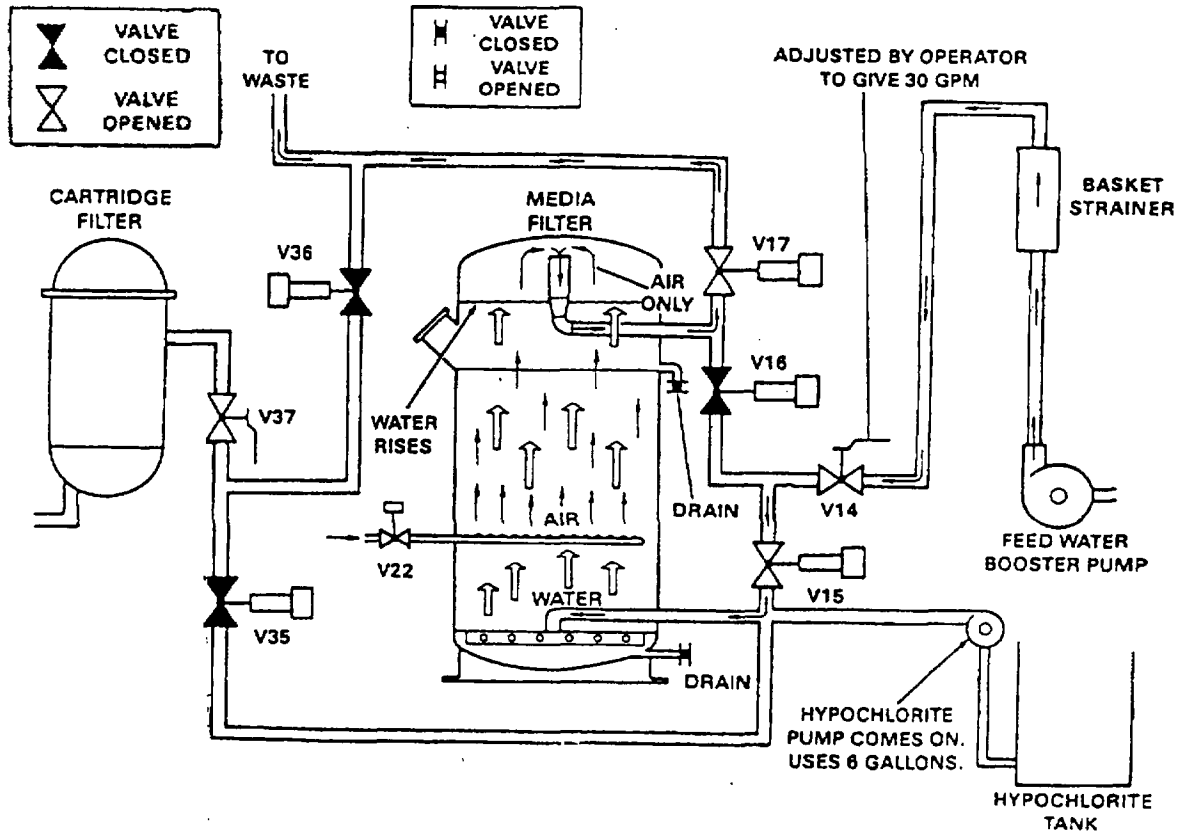 VALVE
CLOSED
VALVE
OPENED
VALVE
CLOSED
VALVE
OPENED
TO
WASTE
ADJUSTED BY OPERATOR
TO GIVE 30 GPM
CARTRIDGE
FILTER
MEDIA
FILTER
BASKET
STRAINER
V36
V17
AIR
ONLY
V16
V37
WATER
RISES
DRAIN
V14
AIR
FEED WATER
BOOSTER PUMP
V22
V15
WATER
V35
DRAIN
HYPOCHLORITE
PUMP COMES ON.
USES 6 GALLONS.
HYPOCHLORITE
TANK